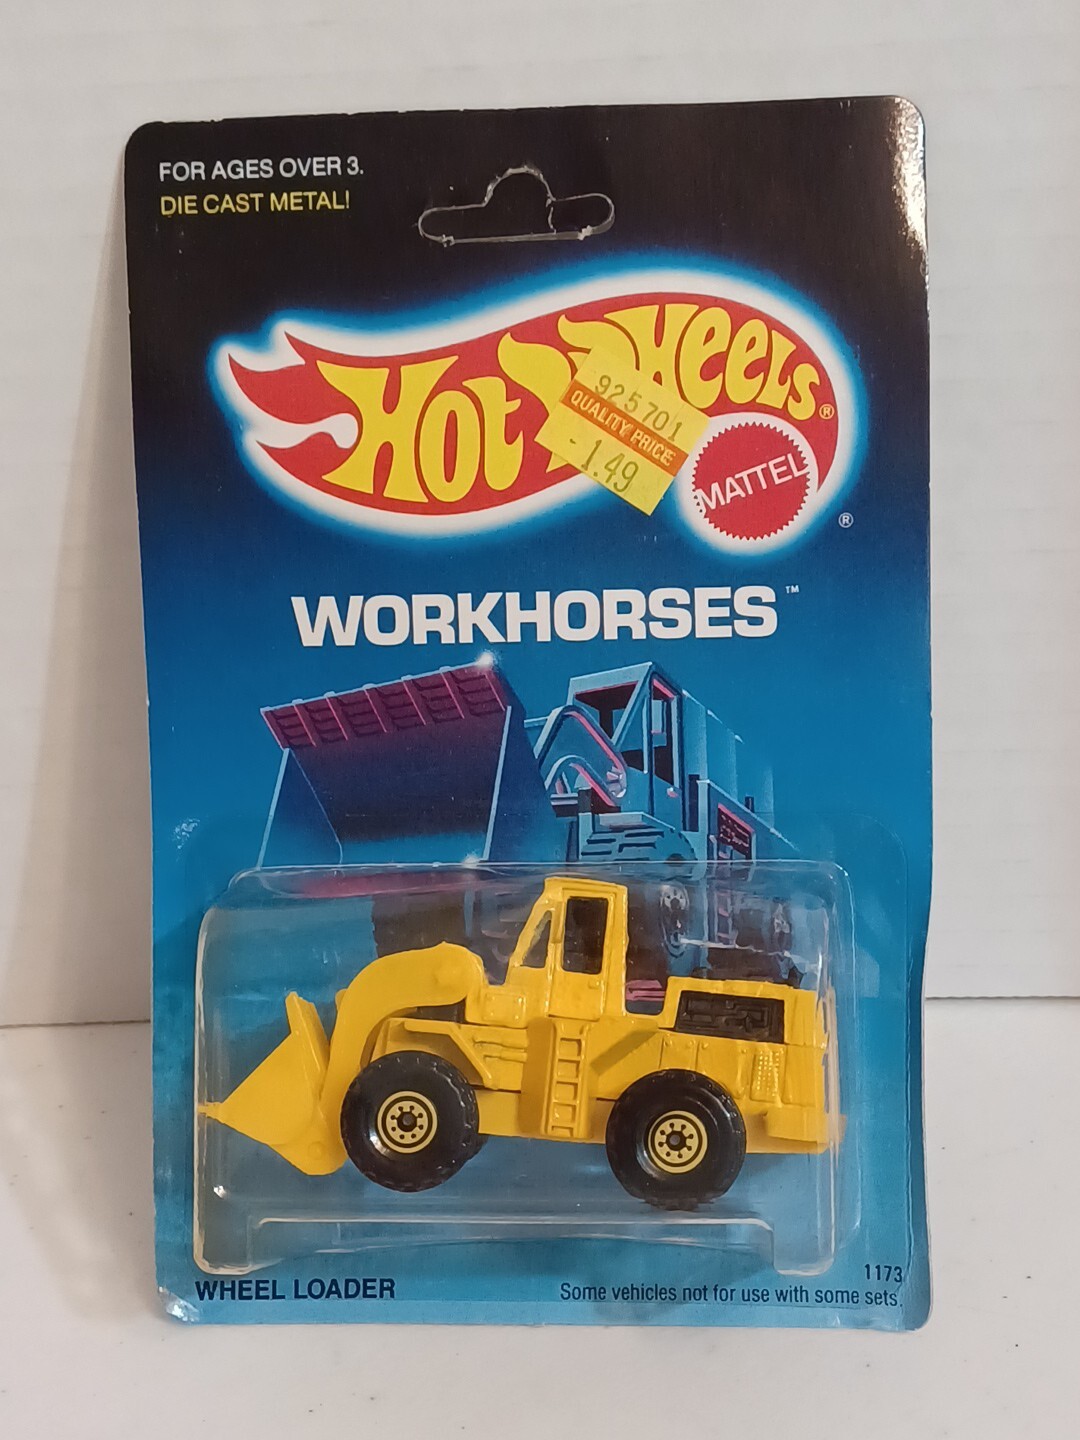 FOR AGES OVER 3.
DIE CAST METAL!
HOT WHEELS®
925701
QUALITY PRICE
-1.49
MATTEL
®
WORKHORSES™
WHEEL LOADER
1173
Some vehicles not for use with some sets.